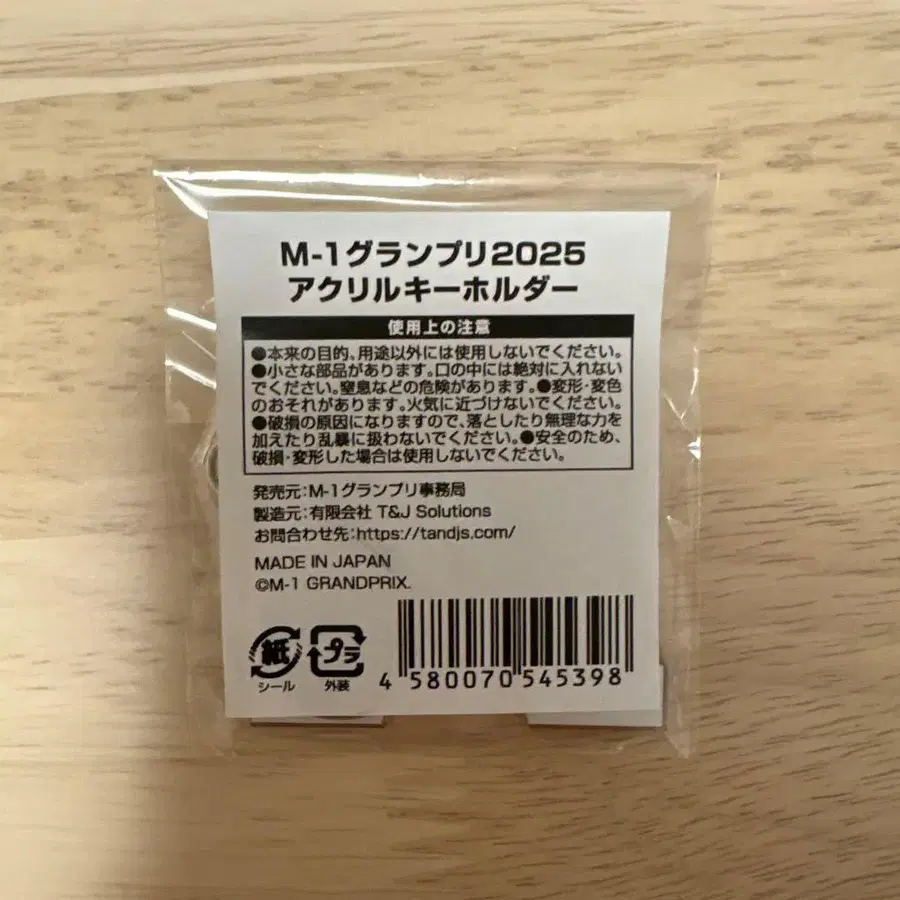 M-1グランプリ2025
アクリルキーホルダー
使用上の注意
●本来の目的、用途以外には使用しないでください。
●小さな部品があります。口の中には絶対に入れない
でください。窒息などの危険があります。●変形・変色
のおそれがあります。火気に近づけないでください。
●破損の原因になりますので、落としたり無理な力を
加えたり乱暴に扱わないでください。●安全のため、
破損・変形した場合は使用しないでください。
発売元:M-1グランプリ事務局
製造元:有限会社 T&J Solutions
お問合わせ先:https://tandjs.com/
MADE IN JAPAN
©M-1 GRANDPRIX.
紙
シール
プラ
外装
4 580070 545398